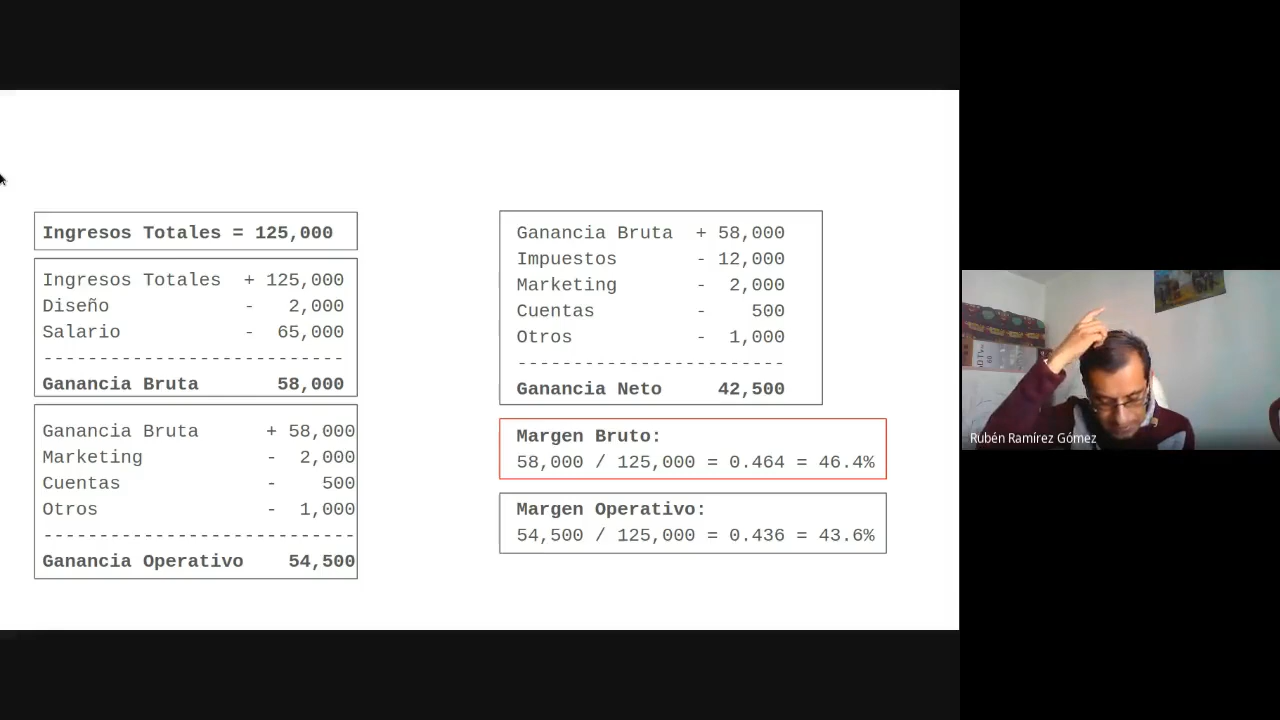 Ingresos Totales = 125,000
Ingresos Totales + 125,000
Diseño - 2,000
Salario - 65,000
---------------------------
Ganancia Bruta 58,000
Ganancia Bruta + 58,000
Marketing - 2,000
Cuentas - 500
Otros - 1,000
----------------------------
Ganancia Operativo 54,500
Ganancia Bruta + 58,000
Impuestos - 12,000
Marketing - 2,000
Cuentas - 500
Otros - 1,000
------------------------
Ganancia Neto 42,500
Margen Bruto:
58,000 / 125,000 = 0.464 = 46.4%
Margen Operativo:
54,500 / 125,000 = 0.436 = 43.6%
Rubén Ramírez Gómez